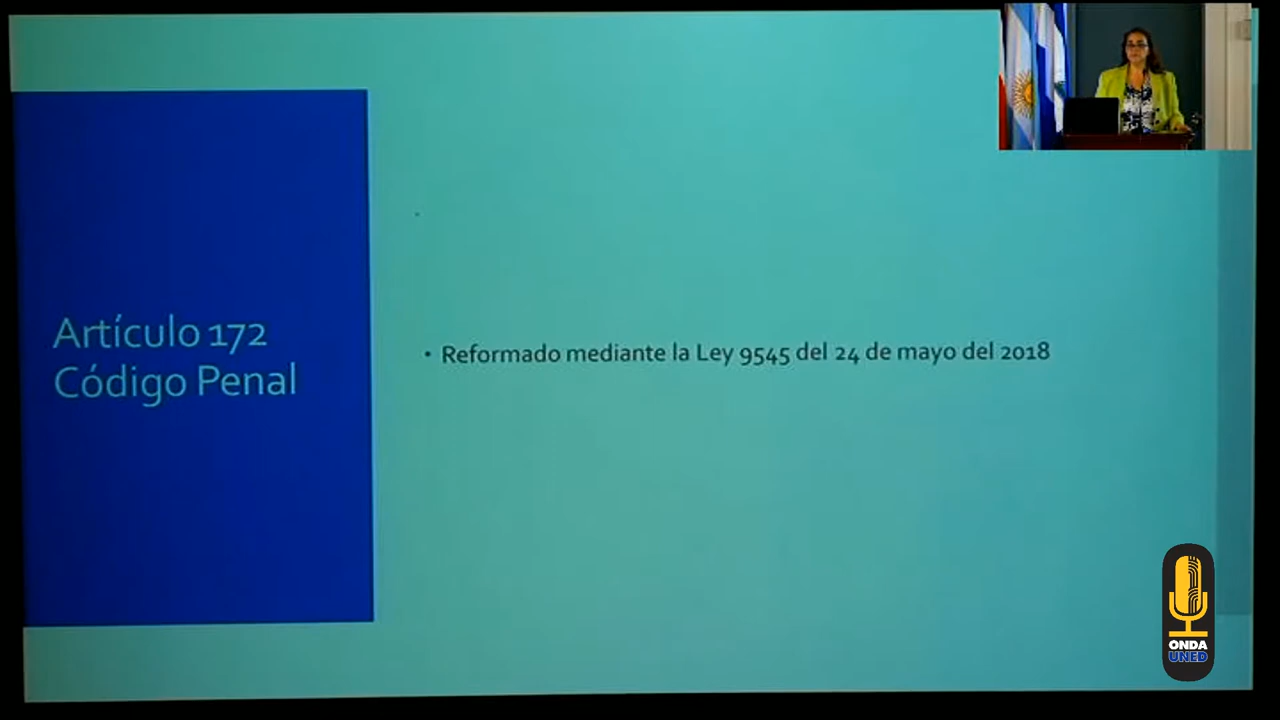 Artículo 172
Código Penal
• Reformado mediante la Ley 9545 del 24 de mayo del 2018
ONDA
UNED